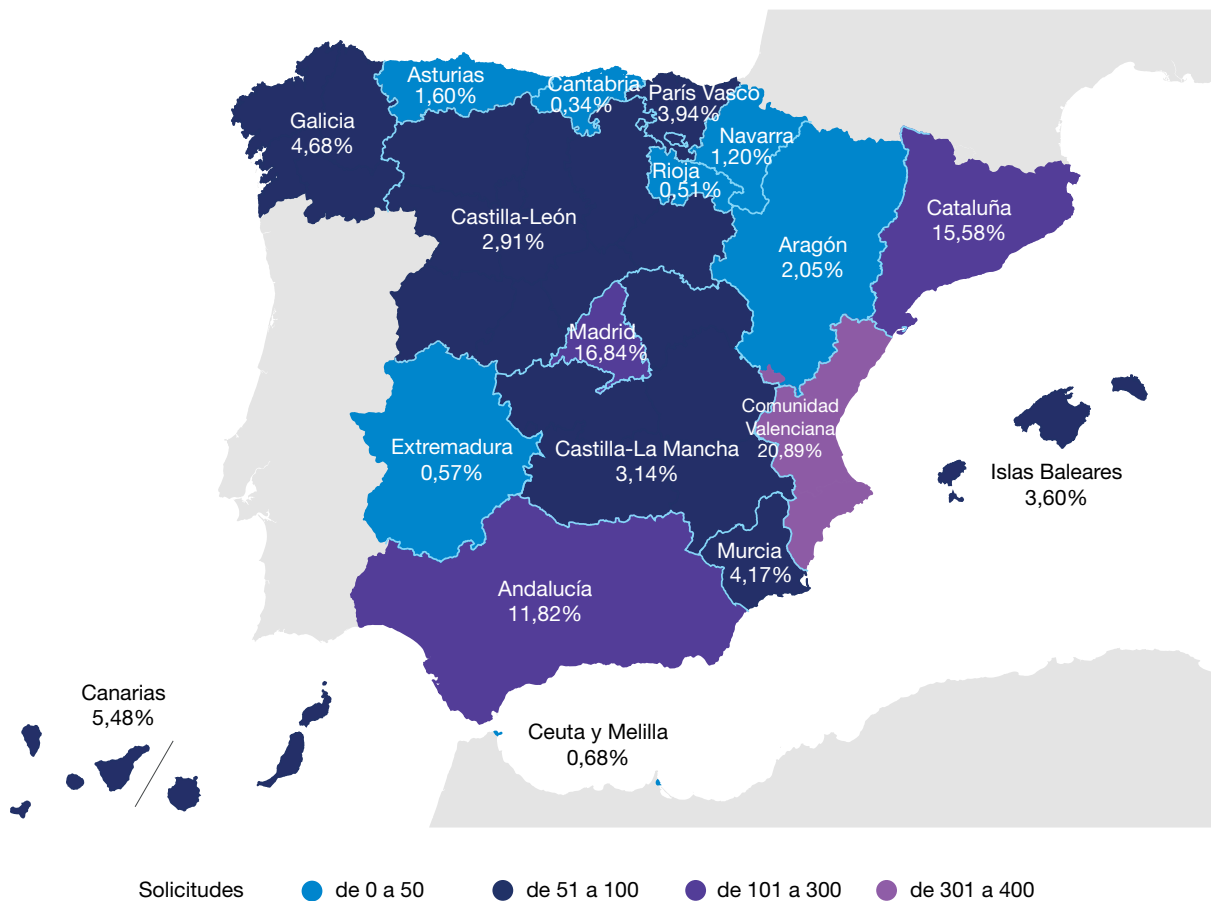 Asturias
1,60%
Cantabria
0,34%
París Vasco
3,94%
Galicia
4,68%
Navarra
1,20%
Rioja
0,51%
Castilla-León
2,91%
Cataluña
15,58%
Aragón
2,05%
Madrid
16,84%
Comunidad
Valenciana
20,89%
Extremadura
0,57%
Castilla-La Mancha
3,14%
Islas Baleares
3,60%
Murcia
4,17%
Andalucía
11,82%
Canarias
5,48%
Ceuta y Melilla
0,68%
Solicitudes de 0 a 50 de 51 a 100 de 101 a 300 de 301 a 400